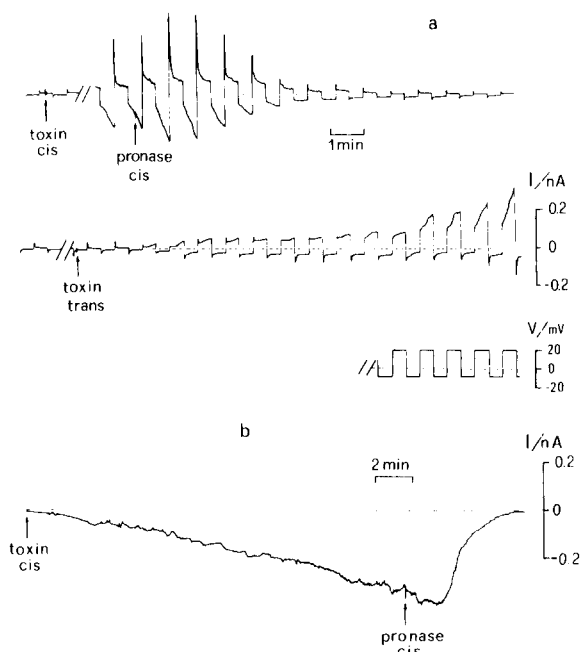 a
toxin
cis
pronase
cis
1min
I/nA
0.2
0
-0.2
toxin
trans
V/mV
20
0
-20
b
2 min
I/nA
0.2
0
-0.2
toxin
cis
pronase
cis